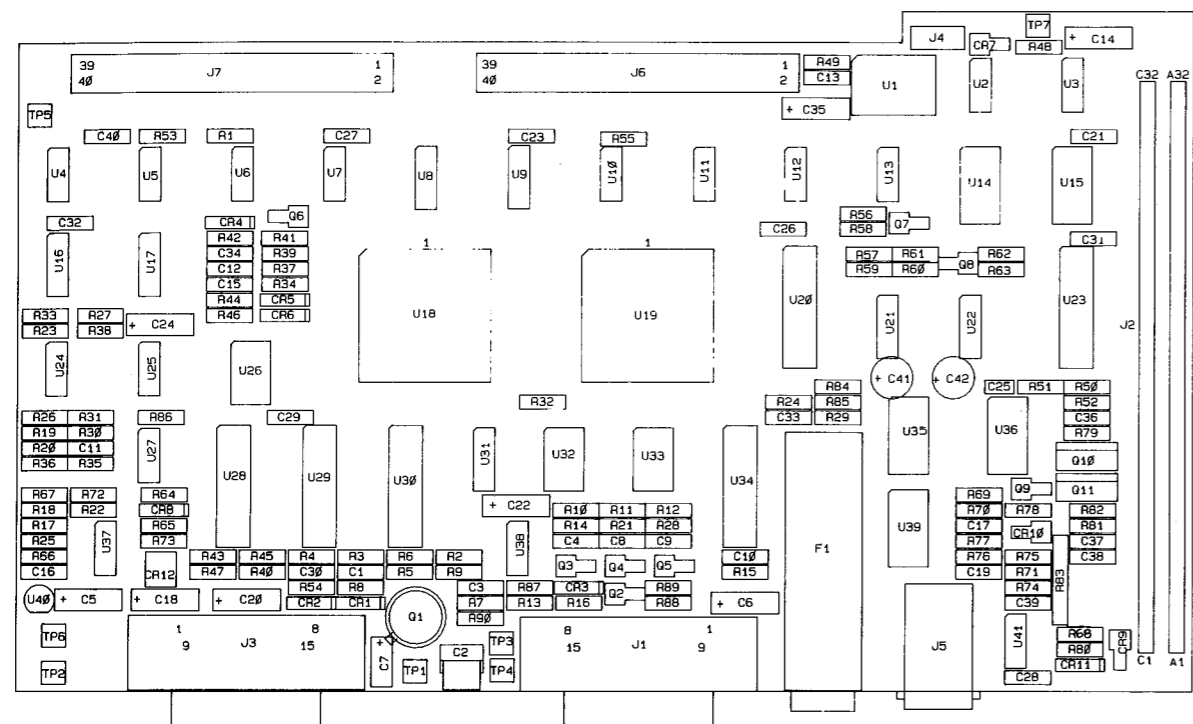 TP7
J4 CR7 R48 + C14
39 J7 1
40 2
39 J6 1
40 2
R49
C13
U1 U2 U3 C32 A32
TP5 + C35
C40 R53 R1 C27 C23 R55 C21
U4 U5 U6 U7 U8 U9 U10 U11 U12 U13 U14 U15
C32 CR4 Q6 C26 R56
R58 Q7
R42 R41 1 1 C31
U16 U17 C34 R39 R57 R61 Q8 R62
C12 R37 R59 R60 R63
C15 R34
R44 CR5 U18 U19 U20 U21 U22 U23
R46 CR6
R33 R27 + C24 J2
R23 R38
U24 U25 U26 + C41 + C42
R84 C25 R51 R50
R32 R24 R85 R52
R26 R31 R86 C29 C33 R29 C36
R19 R30 U35 U36 R79
R20 C11 U27
R36 R35 U28 U29 U30 U31 U32 U33 U34 Q10
Q11
R67 R72 R64 + C22 Q9 R69
R18 R22 CR8 R10 R11 R12 R70 R78 R82
R17 R65 R14 R21 R28 C17 CR10 R81
R25 U37 R73 U38 C4 C8 C9 U39 R77 C37
R66 R43 R45 R4 R3 R6 R2 C10 F1 R76 R75 C38
C16 CR12 R47 R40 C30 C1 R5 R9 Q3 Q4 Q5 R15 C19 R71
R54 R8 C3 R87 CR3 Q2 R89 R74 R83
U40 + C5 + C18 + C20 CR2 CR1 R7 R13 R16 R88 + C6 C39
R90
Q1
TP6 1 J3 8 + C7 TP3 8 J1 1 J5 U41 R68 CR9
9 15 C2 15 9 R80
TP2 TP1 TP4 C28 CR11 C1 A1